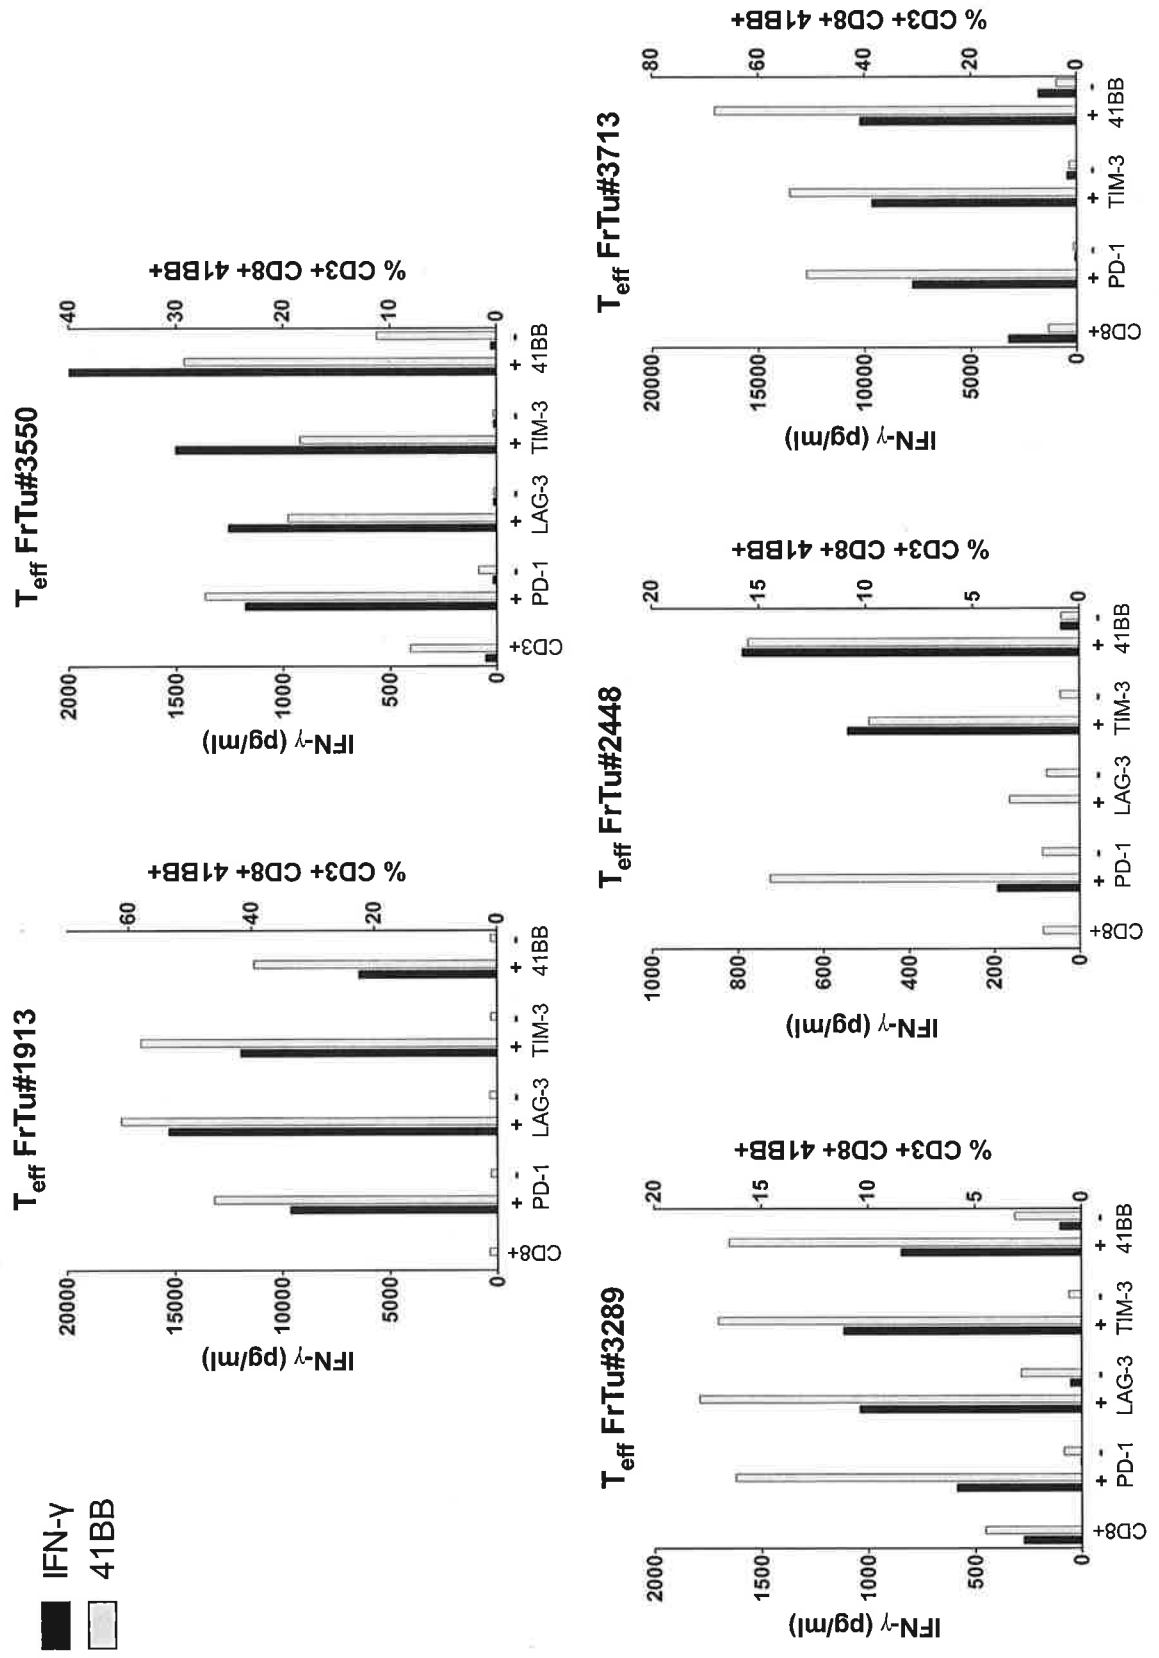 IFN-γ
41BB
T_eff FrTu#1913
IFN-γ (pg/ml)
20000
15000
10000
5000
0
% CD3+ CD8+ 41BB+
60
40
20
0
CD8+
+ - + - + - + -
PD-1 LAG-3 TIM-3 41BB
T_eff FrTu#3550
IFN-γ (pg/ml)
2000
1500
1000
500
0
% CD3+ CD8+ 41BB+
40
30
20
10
0
CD3+
+ - + - + - + -
PD-1 LAG-3 TIM-3 41BB
T_eff FrTu#3289
IFN-γ (pg/ml)
2000
1500
1000
500
0
% CD3+ CD8+ 41BB+
20
15
10
5
0
CD8+
+ - + - + - + -
PD-1 LAG-3 TIM-3 41BB
T_eff FrTu#2448
IFN-γ (pg/ml)
1000
800
600
400
200
0
% CD3+ CD8+ 41BB+
20
15
10
5
0
CD8+
+ - + - + - + -
PD-1 LAG-3 TIM-3 41BB
T_eff FrTu#3713
IFN-γ (pg/ml)
20000
15000
10000
5000
0
% CD3+ CD8+ 41BB+
80
60
40
20
0
CD8+
+ - + - + -
PD-1 TIM-3 41BB